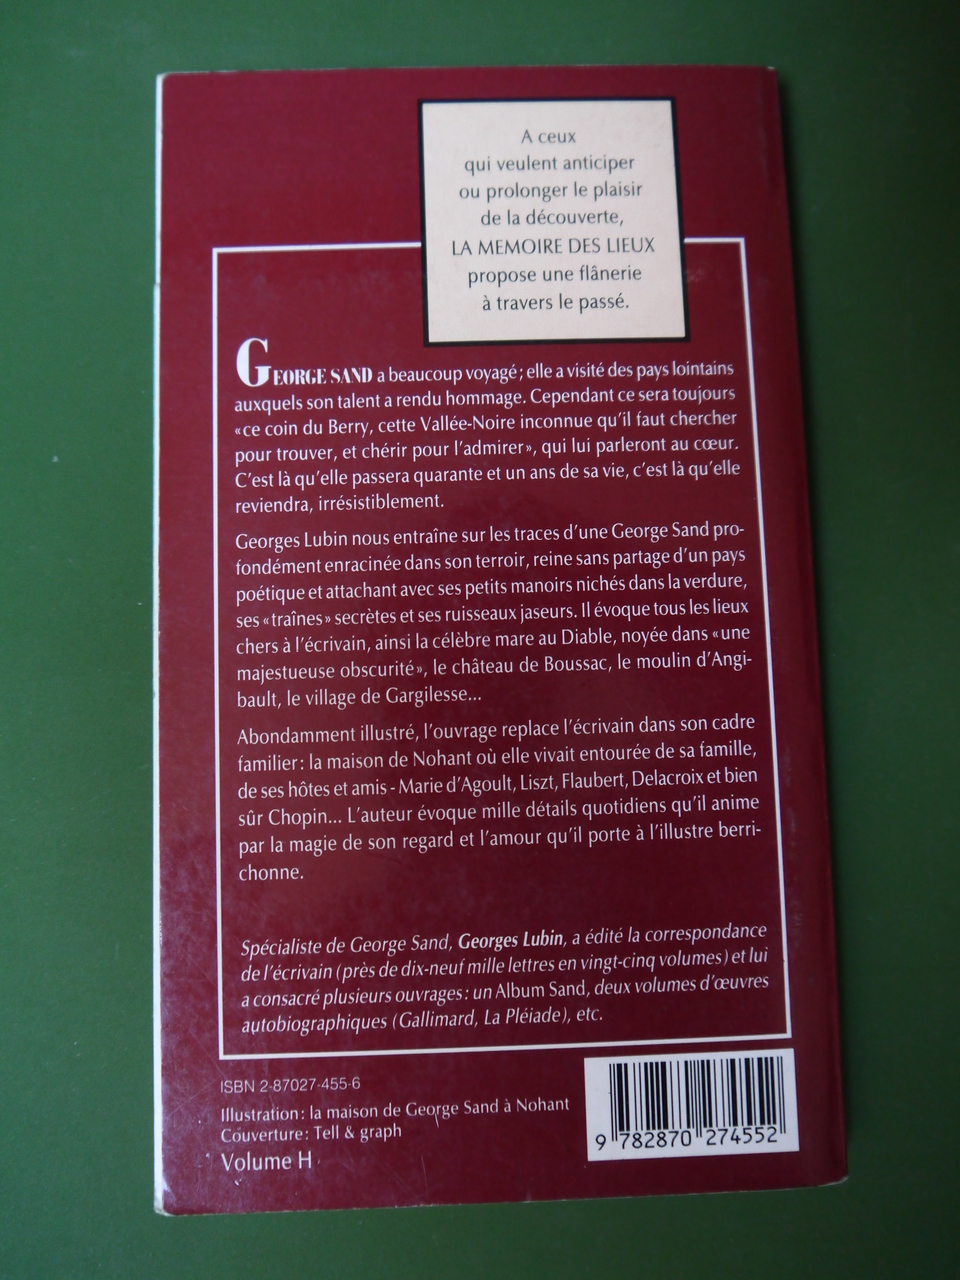 A ceux
qui veulent anticiper
ou prolonger le plaisir
de la découverte,
LA MEMOIRE DES LIEUX
propose une flânerie
à travers le passé.
GEORGE SAND a beaucoup voyagé ; elle a visité des pays lointains
auxquels son talent a rendu hommage. Cependant ce sera toujours
«ce coin du Berry, cette Vallée-Noire inconnue qu'il faut chercher
pour trouver, et chérir pour l'admirer», qui lui parleront au cœur.
C'est là qu'elle passera quarante et un ans de sa vie, c'est là qu'elle
reviendra, irrésistiblement.
Georges Lubin nous entraîne sur les traces d'une George Sand pro-
fondément enracinée dans son terroir, reine sans partage d'un pays
poétique et attachant avec ses petits manoirs nichés dans la verdure,
ses «traînes» secrètes et ses ruisseaux jaseurs. Il évoque tous les lieux
chers à l'écrivain, ainsi la célèbre mare au Diable, noyée dans «une
majestueuse obscurité», le château de Boussac, le moulin d'Angi-
bault, le village de Gargilesse...
Abondamment illustré, l'ouvrage replace l'écrivain dans son cadre
familier : la maison de Nohant où elle vivait entourée de sa famille,
de ses hôtes et amis - Marie d'Agoult, Liszt, Flaubert, Delacroix et bien
sûr Chopin... L'auteur évoque mille détails quotidiens qu'il anime
par la magie de son regard et l'amour qu'il porte à l'illustre berri-
chonne.
Spécialiste de George Sand, Georges Lubin, a édité la correspondance
de l'écrivain (près de dix-neuf mille lettres en vingt-cinq volumes) et lui
a consacré plusieurs ouvrages : un Album Sand, deux volumes d'œuvres
autobiographiques (Gallimard, La Pléiade), etc.
ISBN 2-87027-455-6
Illustration : la maison de George Sand à Nohant
Couverture : Tell & graph
Volume H
9 782870 274552